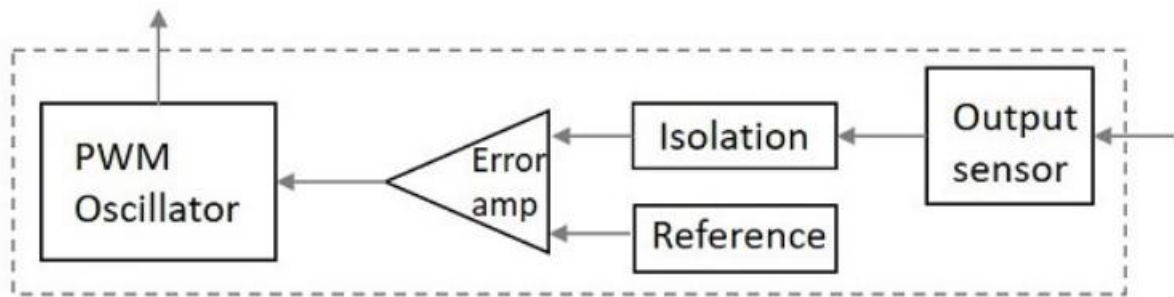 PWM
Oscillator
Error
amp
Isolation
Reference
Output
sensor